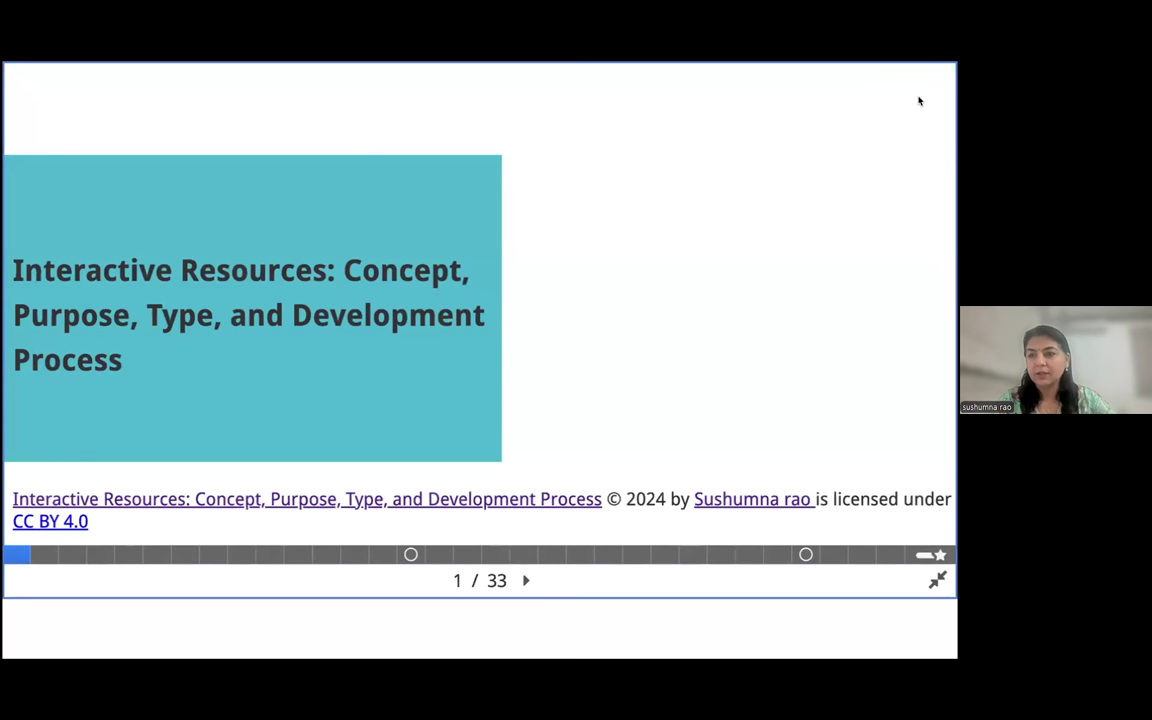 Interactive Resources: Concept,
Purpose, Type, and Development
Process
sushumna rao
Interactive Resources: Concept, Purpose, Type, and Development Process © 2024 by Sushumna rao is licensed under
CC BY 4.0
1 / 33